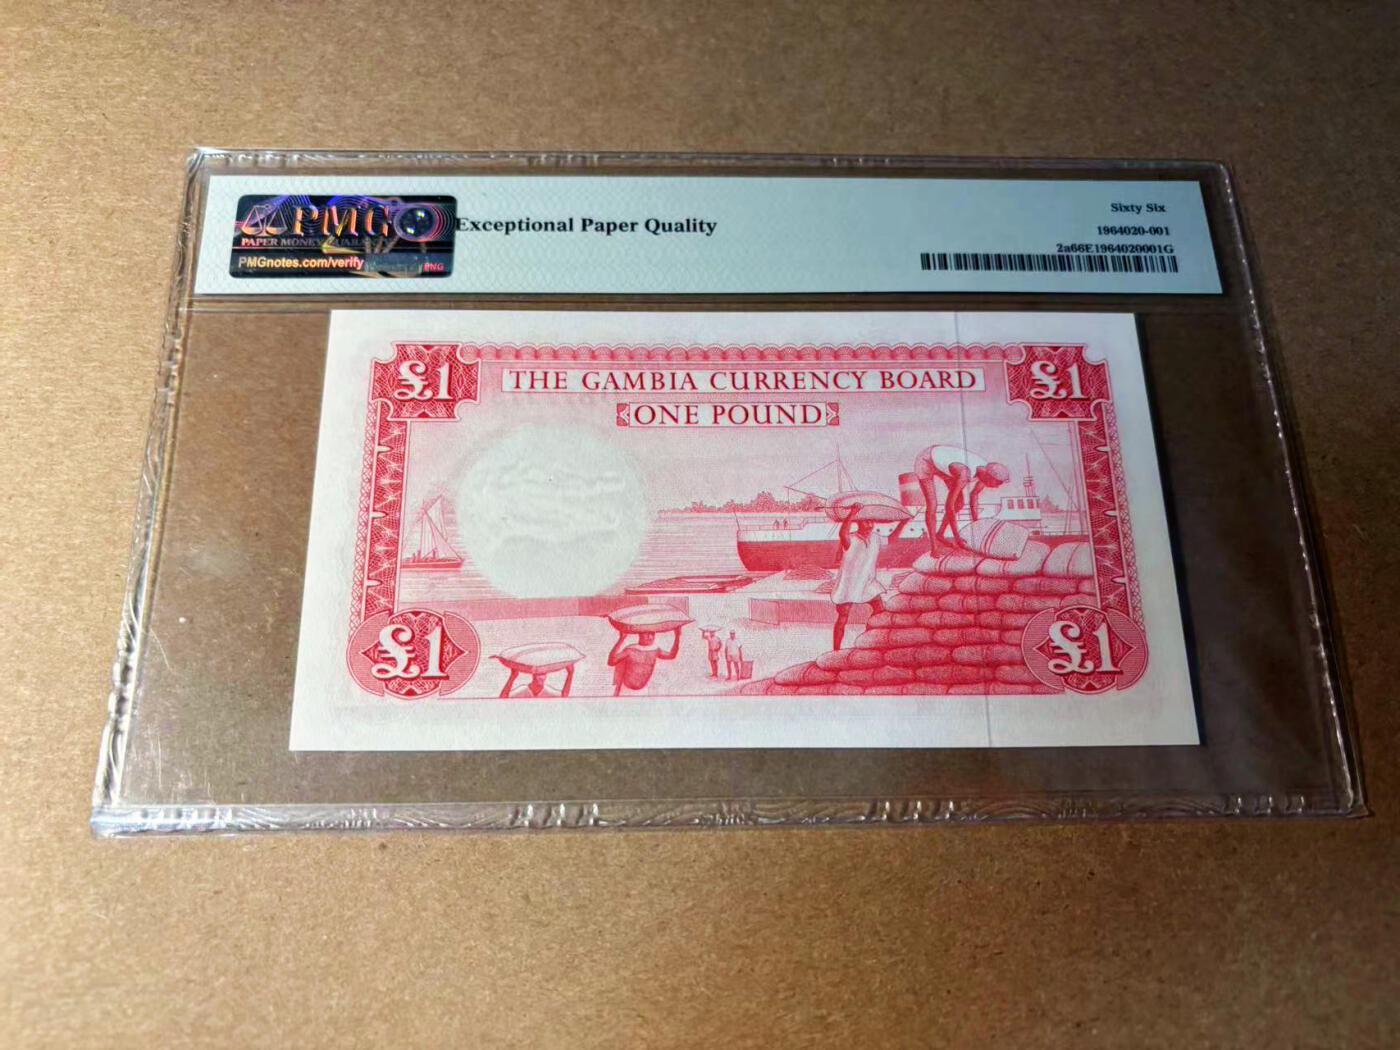 PMG
PAPER MONEY GUARANTY
PMGnotes.com/verify
PNG
Exceptional Paper Quality
Sixty Six
1964020-001
2a66E1964020001G
£1
£1
THE GAMBIA CURRENCY BOARD
ONE POUND
£1
£1